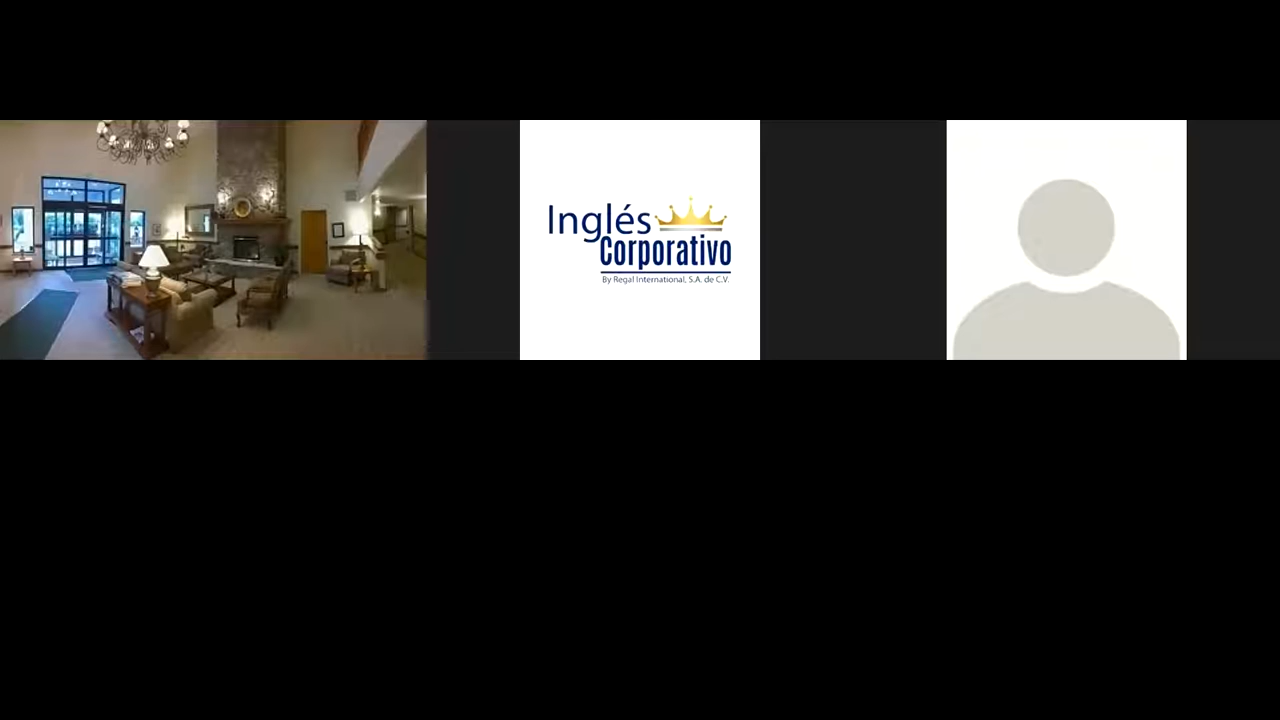 Inglés
Corporativo
By Regal International, S.A. de C.V.